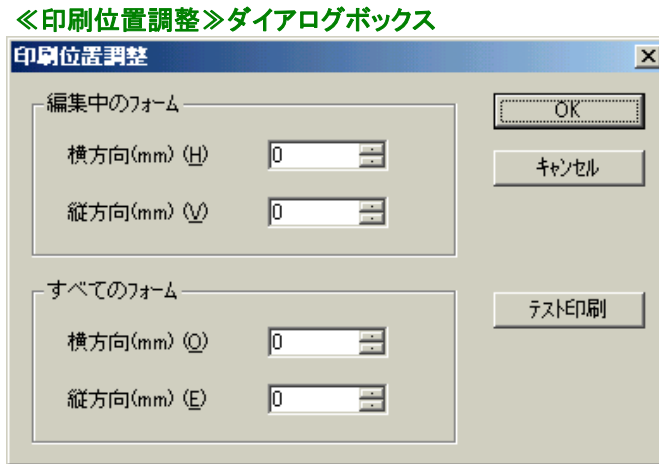 ≪印刷位置調整≫ダイアログボックス
印刷位置調整
編集中のﾌｫｰﾑ
横方向(mm) (H) 0
縦方向(mm) (V) 0
すべてのﾌｫｰﾑ
横方向(mm) (O) 0
縦方向(mm) (E) 0
OK
ｷｬﾝｾﾙ
ﾃｽﾄ印刷